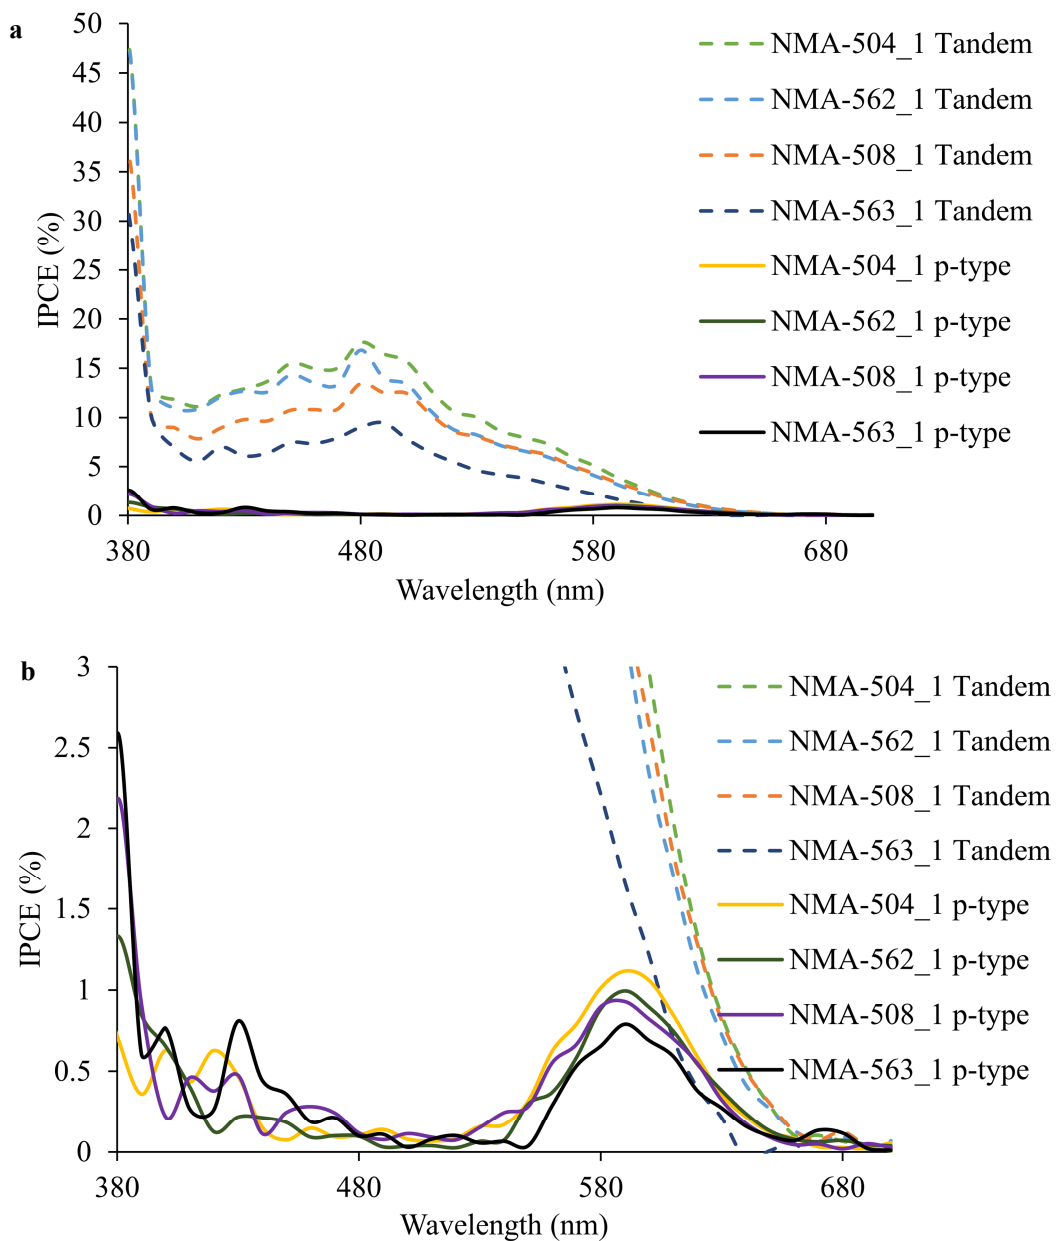 a
50
45
40
35
30
25
20
15
10
5
0
IPCE (%)
380 480 580 680
Wavelength (nm)
NMA-504_1 Tandem
NMA-562_1 Tandem
NMA-508_1 Tandem
NMA-563_1 Tandem
NMA-504_1 p-type
NMA-562_1 p-type
NMA-508_1 p-type
NMA-563_1 p-type
b
3
2.5
2
1.5
1
0.5
0
IPCE (%)
380 480 580 680
Wavelength (nm)
NMA-504_1 Tandem
NMA-562_1 Tandem
NMA-508_1 Tandem
NMA-563_1 Tandem
NMA-504_1 p-type
NMA-562_1 p-type
NMA-508_1 p-type
NMA-563_1 p-type